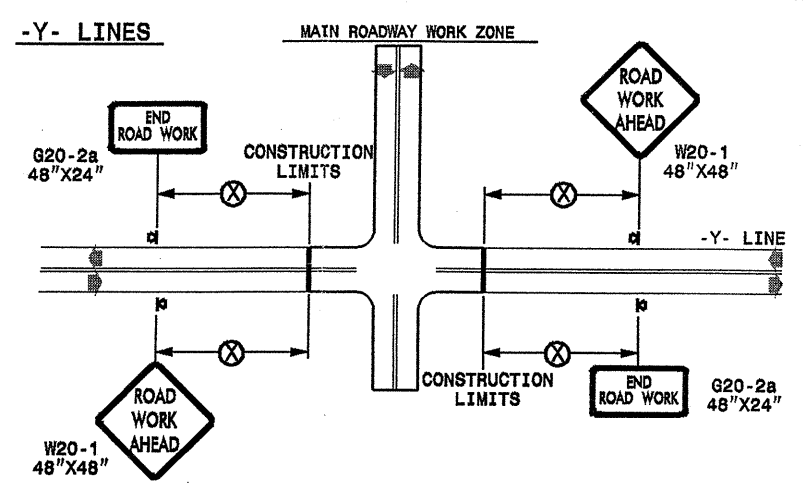 -Y- LINES
MAIN ROADWAY WORK ZONE
END
ROAD WORK
G20-2a
48"X24"
CONSTRUCTION
LIMITS
X
ROAD
WORK
AHEAD
W20-1
48"X48"
X
-Y- LINE
X
ROAD
WORK
AHEAD
W20-1
48"X48"
X
CONSTRUCTION
LIMITS
END
ROAD WORK
G20-2a
48"X24"